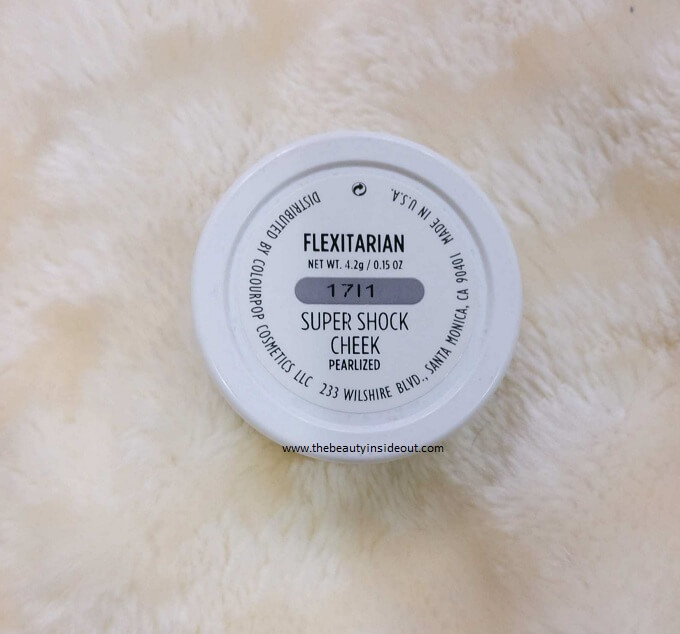 FLEXITARIAN
NET WT. 4.2g / 0.15 OZ
1711
SUPER SHOCK
CHEEK
PEARLIZED
DISTRIBUTED BY COLOURPOP COSMETICS LLC 233 WILSHIRE BLVD., SANTA MONICA, CA 90401 MADE IN U.S.A.
www.thebeautyinsideout.com